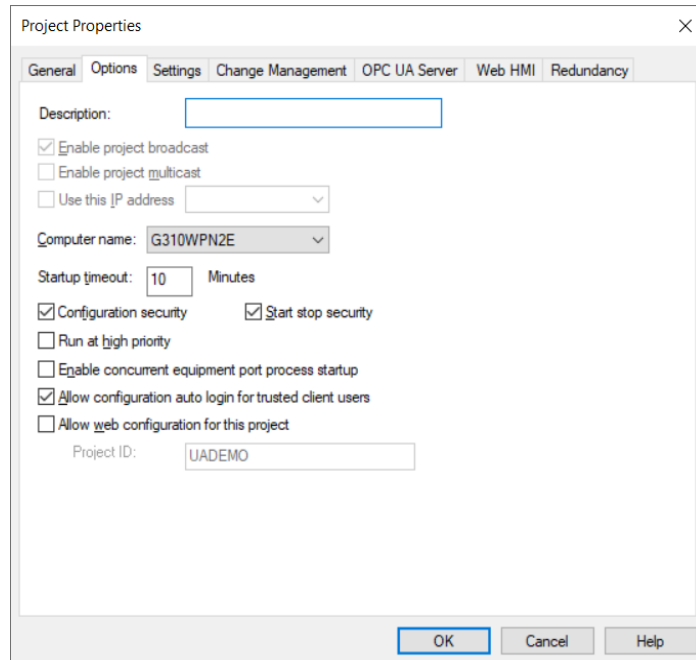 Project Properties
General Options Settings Change Management OPC UA Server Web HMI Redundancy
Description:
Enable project broadcast
Enable project multicast
Use this IP address
Computer name: G310WPN2E
Startup timeout: 10 Minutes
Configuration security Start stop security
Run at high priority
Enable concurrent equipment port process startup
Allow configuration auto login for trusted client users
Allow web configuration for this project
Project ID: UADEMO
OK Cancel Help